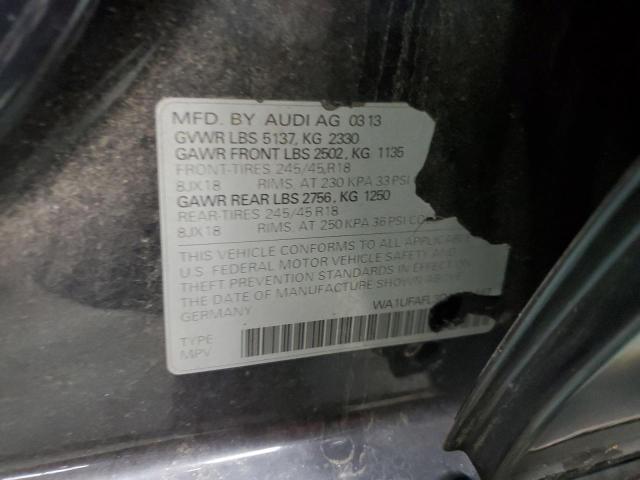 MFD. BY AUDI AG 03 13
GVWR LBS 5137, KG 2330
GAWR FRONT LBS 2502, KG 1135
FRONT-TIRES 245/45 R18
8JX18 RIMS, AT 230 KPA 33 PSI
GAWR REAR LBS 2756, KG 1250
REAR-TIRES 245/45 R18
8JX18 RIMS, AT 250 KPA 36 PSI
THIS VEHICLE CONFORMS TO ALL APPLICABLE
U.S. FEDERAL MOTOR VEHICLE SAFETY AND
THEFT PREVENTION STANDARDS IN EFFECT
THE DATE OF MANUFACTURE
GERMANY WA1UFAFL
TYPE
MPV